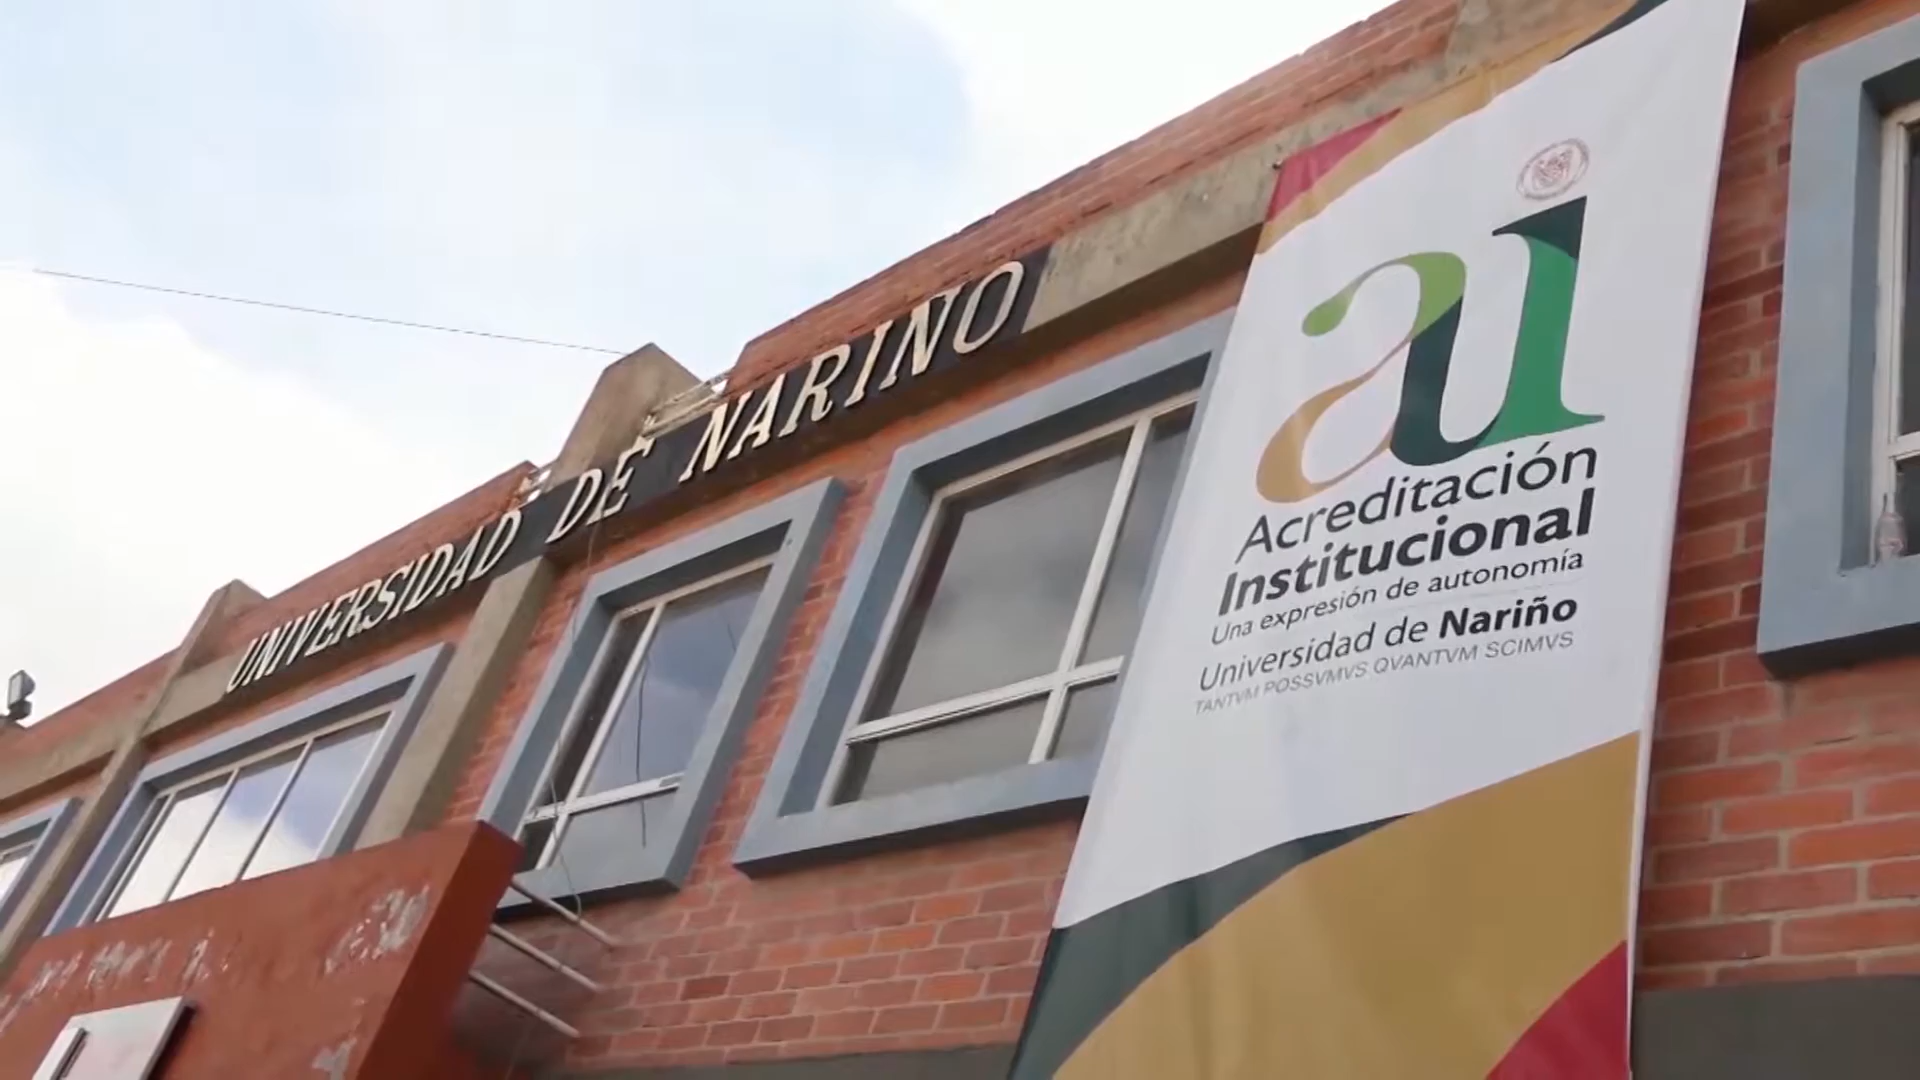 UNIVERSIDAD DE NARIÑO
ai
Acreditación
Institucional
Una expresión de autonomía
Universidad de Nariño
TANTVM POSSVMVS QVANTVM SCIMVS